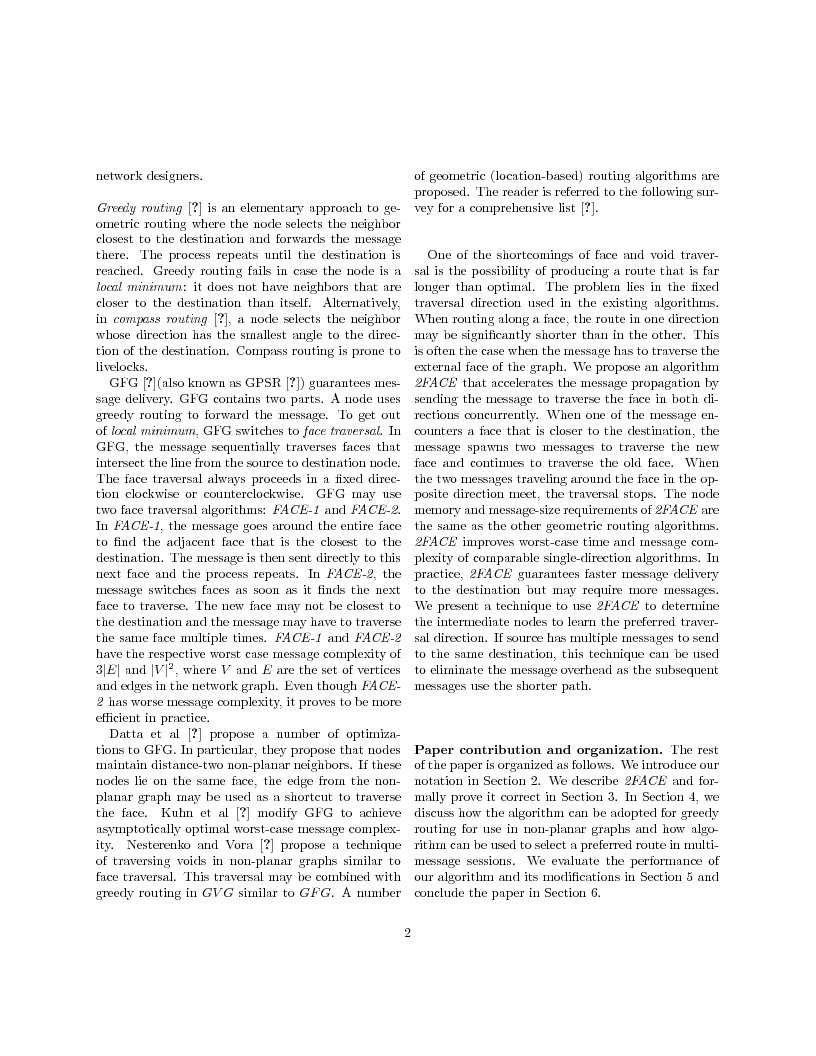 network designers.
Greedy routing [?] is an elementary approach to ge-
ometric routing where the node selects the neighbor
closest to the destination and forwards the message
there. The process repeats until the destination is
reached. Greedy routing fails in case the node is a
local minimum: it does not have neighbors that are
closer to the destination than itself. Alternatively,
in compass routing [?], a node selects the neighbor
whose direction has the smallest angle to the direc-
tion of the destination. Compass routing is prone to
livelocks.
GFG [?](also known as GPSR [?]) guarantees mes-
sage delivery. GFG contains two parts. A node uses
greedy routing to forward the message. To get out
of local minimum, GFG switches to face traversal. In
GFG, the message sequentially traverses faces that
intersect the line from the source to destination node.
The face traversal always proceeds in a fixed direc-
tion clockwise or counterclockwise. GFG may use
two face traversal algorithms: FACE-1 and FACE-2.
In FACE-1, the message goes around the entire face
to find the adjacent face that is the closest to the
destination. The message is then sent directly to this
next face and the process repeats. In FACE-2, the
message switches faces as soon as it finds the next
face to traverse. The new face may not be closest to
the destination and the message may have to traverse
the same face multiple times. FACE-1 and FACE-2
have the respective worst case message complexity of
3|E| and |V|², where V and E are the set of vertices
and edges in the network graph. Even though FACE-
2 has worse message complexity, it proves to be more
efficient in practice.
Datta et al [?] propose a number of optimiza-
tions to GFG. In particular, they propose that nodes
maintain distance-two non-planar neighbors. If these
nodes lie on the same face, the edge from the non-
planar graph may be used as a shortcut to traverse
the face. Kuhn et al [?] modify GFG to achieve
asymptotically optimal worst-case message complex-
ity. Nesterenko and Vora [?] propose a technique
of traversing voids in non-planar graphs similar to
face traversal. This traversal may be combined with
greedy routing in GVG similar to GFG. A number
of geometric (location-based) routing algorithms are
proposed. The reader is referred to the following sur-
vey for a comprehensive list [?].
One of the shortcomings of face and void traver-
sal is the possibility of producing a route that is far
longer than optimal. The problem lies in the fixed
traversal direction used in the existing algorithms.
When routing along a face, the route in one direction
may be significantly shorter than in the other. This
is often the case when the message has to traverse the
external face of the graph. We propose an algorithm
2FACE that accelerates the message propagation by
sending the message to traverse the face in both di-
rections concurrently. When one of the message en-
counters a face that is closer to the destination, the
message spawns two messages to traverse the new
face and continues to traverse the old face. When
the two messages traveling around the face in the op-
posite direction meet, the traversal stops. The node
memory and message-size requirements of 2FACE are
the same as the other geometric routing algorithms.
2FACE improves worst-case time and message com-
plexity of comparable single-direction algorithms. In
practice, 2FACE guarantees faster message delivery
to the destination but may require more messages.
We present a technique to use 2FACE to determine
the intermediate nodes to learn the preferred traver-
sal direction. If source has multiple messages to send
to the same destination, this technique can be used
to eliminate the message overhead as the subsequent
messages use the shorter path.
Paper contribution and organization. The rest
of the paper is organized as follows. We introduce our
notation in Section 2. We describe 2FACE and for-
mally prove it correct in Section 3. In Section 4, we
discuss how the algorithm can be adopted for greedy
routing for use in non-planar graphs and how algo-
rithm can be used to select a preferred route in multi-
message sessions. We evaluate the performance of
our algorithm and its modifications in Section 5 and
conclude the paper in Section 6.
2